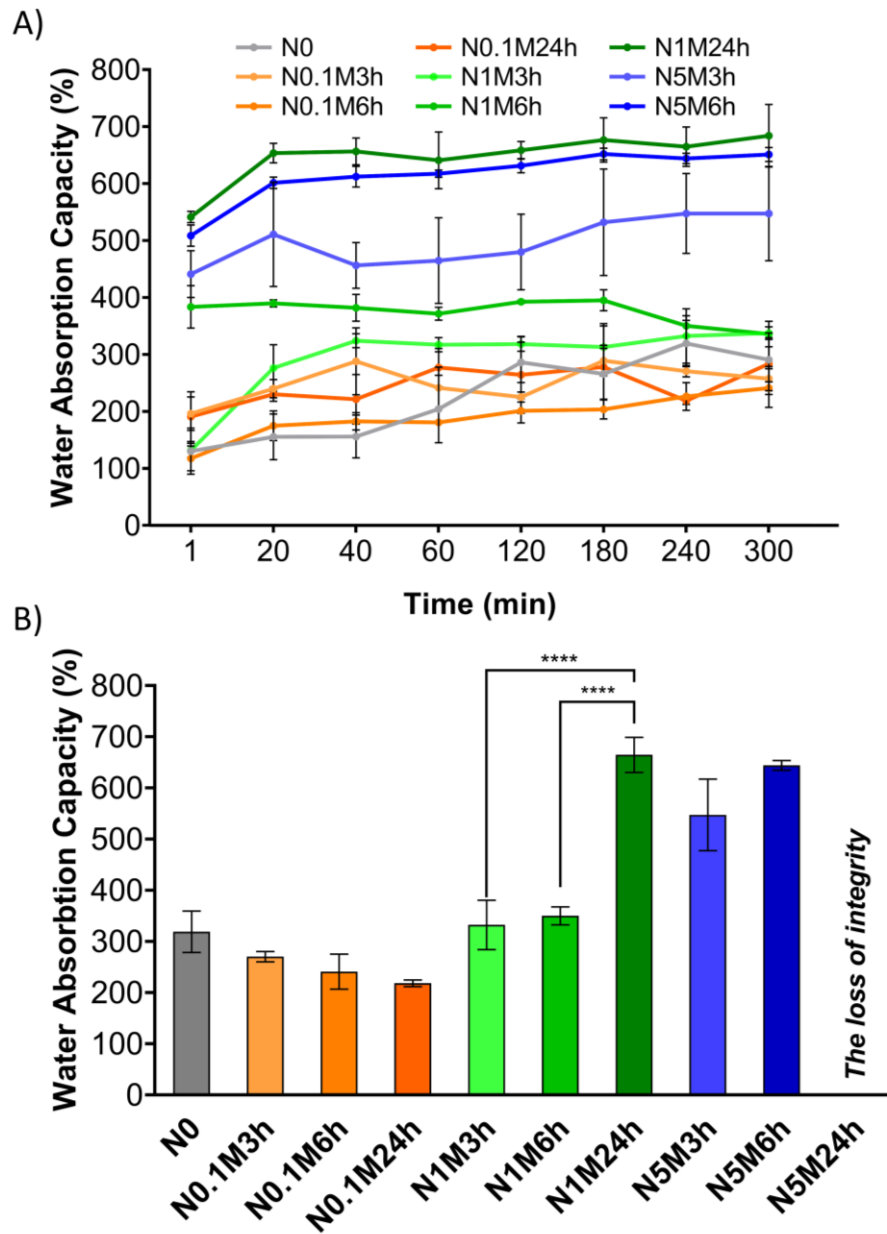 A)
N0 N0.1M24h N1M24h
N0.1M3h N1M3h N5M3h
N0.1M6h N1M6h N5M6h
Water Absorption Capacity (%)
800
700
600
500
400
300
200
100
0
1 20 40 60 120 180 240 300
Time (min)
B)
Water Absorbtion Capacity (%)
800
700
600
500
400
300
200
100
0
****
****
The loss of integrity
N0 N0.1M3h N0.1M6h N0.1M24h N1M3h N1M6h N1M24h N5M3h N5M6h N5M24h